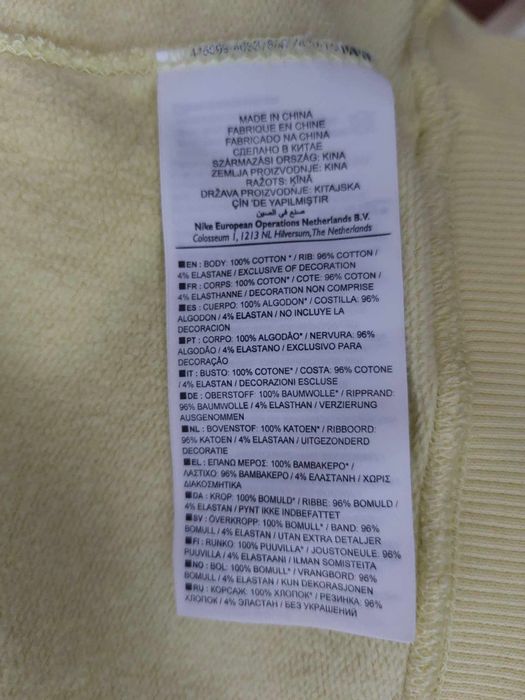 MADE IN CHINA
FABRIQUE EN CHINE
FABRICADO NA CHINA
СДЕЛАНО В КИТАЕ
SZÁRMAZÁSI ORSZÁG: KÍNA
ZEMLJA PROIZVODNJE: KINA
RAŽOTS: ĶĪNĀ
DRŽAVA PROIZVODNJE: KITAJSKA
ÇİN 'DE YAPILMIŞTIR
صنع في الصين
Nike European Operations Netherlands B.V.
Colosseum 1, 1213 NL Hilversum, The Netherlands
EN : BODY: 100% COTTON * / RIB: 96% COTTON /
4% ELASTANE / EXCLUSIVE OF DECORATION
FR : CORPS: 100% COTON* / COTE: 96% COTON /
4% ELASTHANNE / DECORATION NON COMPRISE
ES : CUERPO: 100% ALGODON* / COSTILLA: 96%
ALGODON / 4% ELASTAN / NO INCLUYE LA
DECORACION
PT : CORPO: 100% ALGODÃO* / NERVURA: 96%
ALGODÃO / 4% ELASTANO / EXCLUSIVO PARA
DECORAÇÃO
IT : BUSTO: 100% COTONE* / COSTA: 96% COTONE
/ 4% ELASTAN / DECORAZIONI ESCLUSE
DE : OBERSTOFF: 100% BAUMWOLLE* / RIPPRAND:
96% BAUMWOLLE / 4% ELASTHAN / VERZIERUNG
AUSGENOMMEN
NL : BOVENSTOF: 100% KATOEN* / RIBBOORD:
96% KATOEN / 4% ELASTAAN / UITGEZONDERD
DECORATIE
EL : ΕΠΑΝΩ ΜΕΡΟΣ: 100% ΒΑΜΒΑΚΕΡΟ* /
ΛΑΣΤΙΧΟ: 96% ΒΑΜΒΑΚΕΡΟ / 4% ΕΛΑΣΤΑΝΗ / ΧΩΡΙΣ
ΔΙΑΚΟΣΜΗΤΙΚΑ
DA : KROP: 100% BOMULD* / RIBBE: 96% BOMULD /
4% ELASTAN / PYNT IKKE INDBEFATTET
SV : ÖVERKROPP: 100% BOMULL* / BAND: 96%
BOMULL / 4% ELASTAN / UTAN EXTRA DETALJER
FI : RUNKO: 100% PUUVILLA* / JOUSTONEULE: 96%
PUUVILLA / 4% ELASTAANI / ILMAN SOMISTEITA
NO : BOL: 100% BOMULL* / VRANGBORD: 96%
BOMULL / 4% ELASTAN / KUN DEKORASJONEN
RU : КОРСАЖ: 100% ХЛОПОК* / РЕЗИНКА: 96%
ХЛОПОК / 4% ЭЛАСТАН / БЕЗ УКРАШЕНИЙ